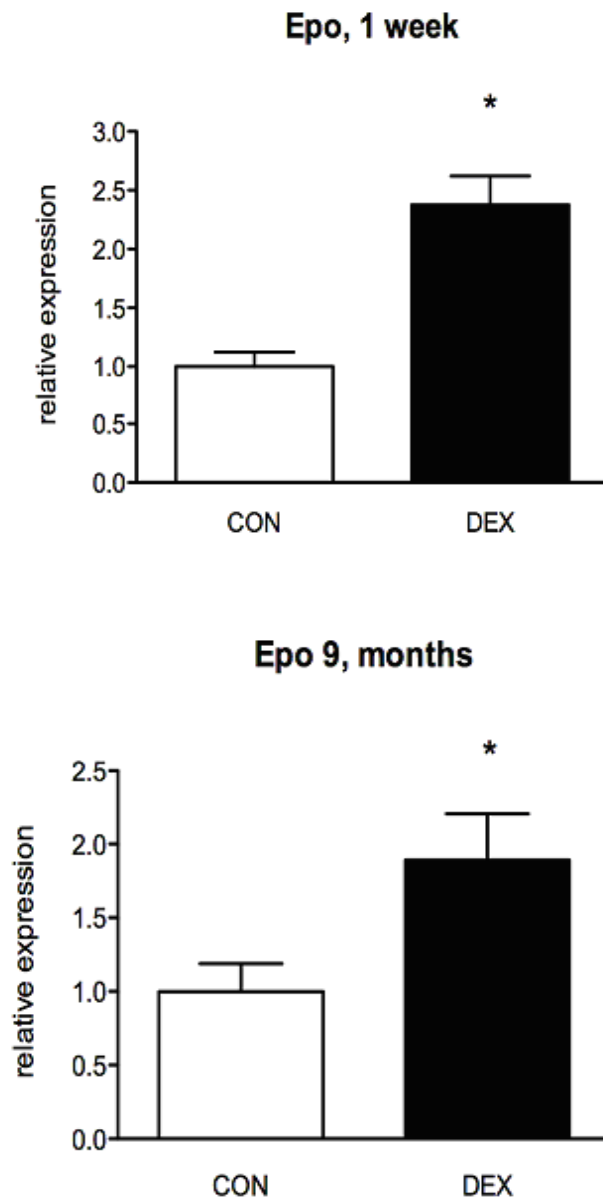 Epo, 1 week
*
3.0
2.5
2.0
1.5
1.0
0.5
0.0
relative expression
CON DEX
Epo 9, months
*
2.5
2.0
1.5
1.0
0.5
0.0
relative expression
CON DEX